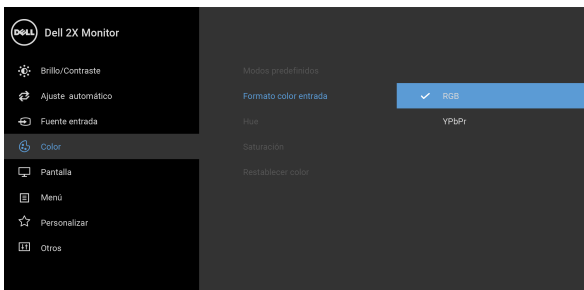 DELL Dell 2X Monitor
Brillo/Contraste
Modos predefinidos
Ajuste automático
Formato color entrada
RGB
Fuente entrada
Hue
YPbPr
Color
Saturación
Pantalla
Restablecer color
Menú
Personalizar
Otros